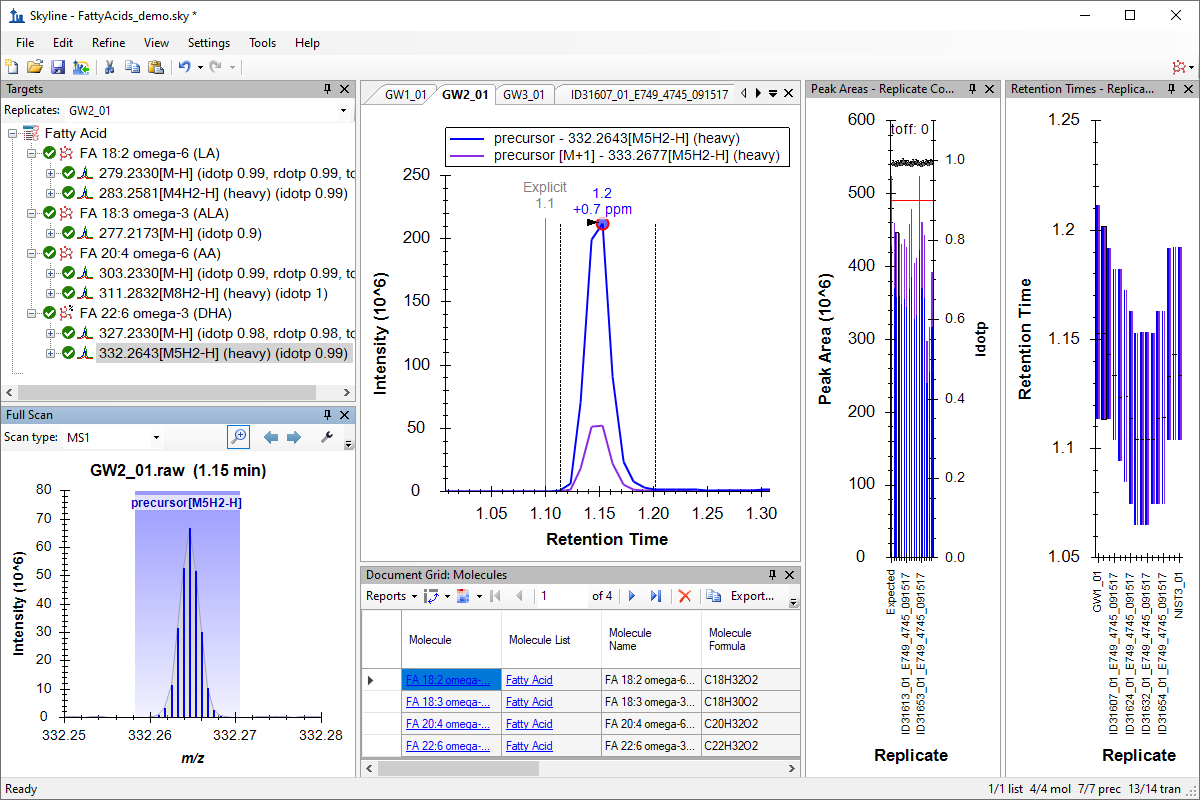 Skyline - FattyAcids_demo.sky *
File Edit Refine View Settings Tools Help
Targets
Replicates: GW2_01
Fatty Acid
FA 18:2 omega-6 (LA)
279.2330[M-H] (idotp 0.99, rdotp 0.99, tc
283.2581[M4H2-H] (heavy) (idotp 0.99)
FA 18:3 omega-3 (ALA)
277.2173[M-H] (idotp 0.9)
FA 20:4 omega-6 (AA)
303.2330[M-H] (idotp 0.99, rdotp 0.99, tc
311.2832[M8H2-H] (heavy) (idotp 1)
FA 22:6 omega-3 (DHA)
327.2330[M-H] (idotp 0.98, rdotp 0.98, tc
332.2643[M5H2-H] (heavy) (idotp 0.99)
Full Scan
Scan type: MS1
GW2_01.raw (1.15 min)
precursor[M5H2-H]
80
70
60
50
40
30
20
10
0
Intensity (10^6)
332.25 332.26 332.27 332.28
m/z
GW1_01 GW2_01 GW3_01 ID31607_01_E749_4745_091517
precursor - 332.2643[M5H2-H] (heavy)
precursor [M+1] - 333.2677[M5H2-H] (heavy)
Explicit
1.1
1.2
+0.7 ppm
250
200
150
100
50
0
Intensity (10^6)
1.05 1.10 1.15 1.20 1.25 1.30
Retention Time
Document Grid: Molecules
Reports 1 of 4 Export...
Molecule Molecule List Molecule Name Molecule Formula
FA 18:2 omega-... Fatty Acid FA 18:2 omega-6... C18H32O2
FA 18:3 omega-... Fatty Acid FA 18:3 omega-3... C18H30O2
FA 20:4 omega-... Fatty Acid FA 20:4 omega-6... C20H32O2
FA 22:6 omega-... Fatty Acid FA 22:6 omega-3... C22H32O2
Peak Areas - Replicate Co...
toff: 0
600
500
400
300
200
100
0
Peak Area (10^6)
1.0
0.8
0.6
0.4
0.2
0.0
idotp
Expected
ID31613_01_E749_4745_091517
ID31653_01_E749_4745_091517
Replicate
Retention Times - Replica...
1.25
1.2
1.15
1.1
1.05
Retention Time
GW1_01
ID31607_01_E749_4745_091517
ID31624_01_E749_4745_091517
ID31632_01_E749_4745_091517
ID31654_01_E749_4745_091517
NIST3_01
Replicate
Ready
1/1 list 4/4 mol 7/7 prec 13/14 tran